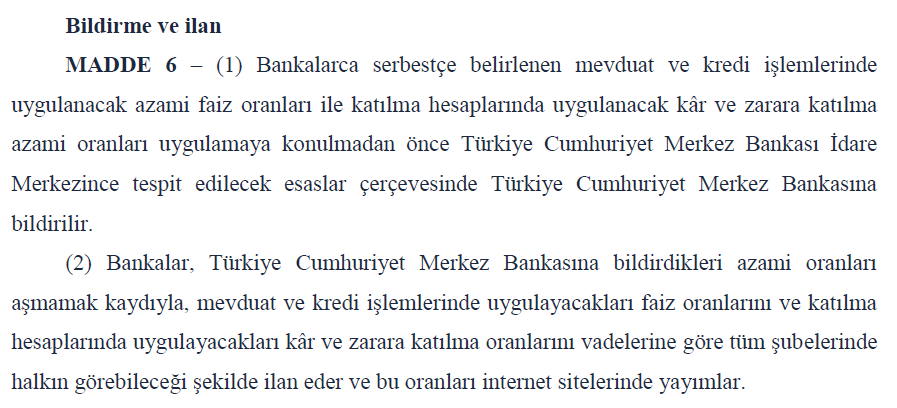 Bildirme ve ilan
MADDE 6 – (1) Bankalarca serbestçe belirlenen mevduat ve kredi işlemlerinde
uygulanacak azami faiz oranları ile katılma hesaplarında uygulanacak kâr ve zarara katılma
azami oranları uygulamaya konulmadan önce Türkiye Cumhuriyet Merkez Bankası İdare
Merkezince tespit edilecek esaslar çerçevesinde Türkiye Cumhuriyet Merkez Bankasına
bildirilir.
(2) Bankalar, Türkiye Cumhuriyet Merkez Bankasına bildirdikleri azami oranları
aşmamak kaydıyla, mevduat ve kredi işlemlerinde uygulayacakları faiz oranlarını ve katılma
hesaplarında uygulayacakları kâr ve zarara katılma oranlarını vadelerine göre tüm şubelerinde
halkın görebileceği şekilde ilan eder ve bu oranları internet sitelerinde yayımlar.